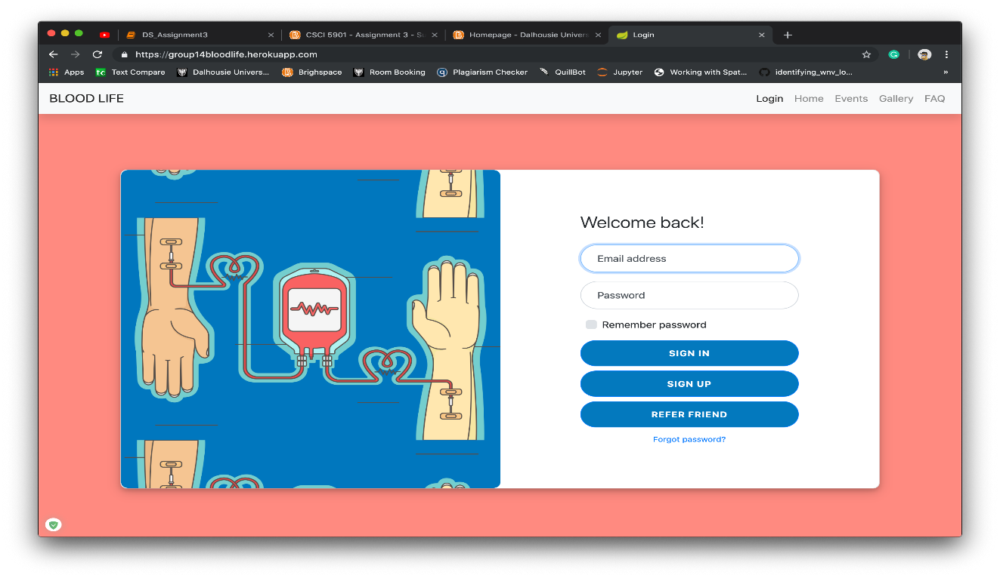 DS_Assignment3
CSCI 5901 - Assignment 3 - Su
Homepage - Dalhousie Univers
Login
https://group14bloodlife.herokuapp.com
Apps
Text Compare
Dalhousie Univers...
Brighspace
Room Booking
Plagiarism Checker
QuillBot
Jupyter
Working with Spat...
identifying_wnv_lo...
»
BLOOD LIFE
Login
Home
Events
Gallery
FAQ
Welcome back!
Email address
Password
Remember password
SIGN IN
SIGN UP
REFER FRIEND
Forgot password?